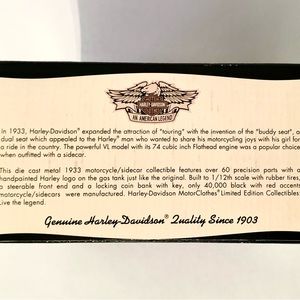 HARLEY-DAVIDSON
AN AMERICAN LEGEND
In 1933, Harley-Davidson® expanded the attraction of "touring" with the invention of the "buddy seat", a
dual seat which appealed to the Harley® man who wanted to share his motorcycling joys with his girl for
a ride in the country. The powerful VL model with its 74 cubic inch Flathead engine was a popular choice
when outfitted with a sidecar.
This die cast metal 1933 motorcycle/sidecar collectible features over 60 precision parts with a
handpainted Harley logo on the gas tank just like the original. Built to 1/12th scale with rubber tires,
a steerable front end and a locking coin bank with key, only 40,000 black with red accents
motorcycle/sidecars were manufactured. Harley-Davidson MotorClothes® Limited Edition Collectibles:
Live the legend.
Genuine Harley-Davidson® Quality Since 1903